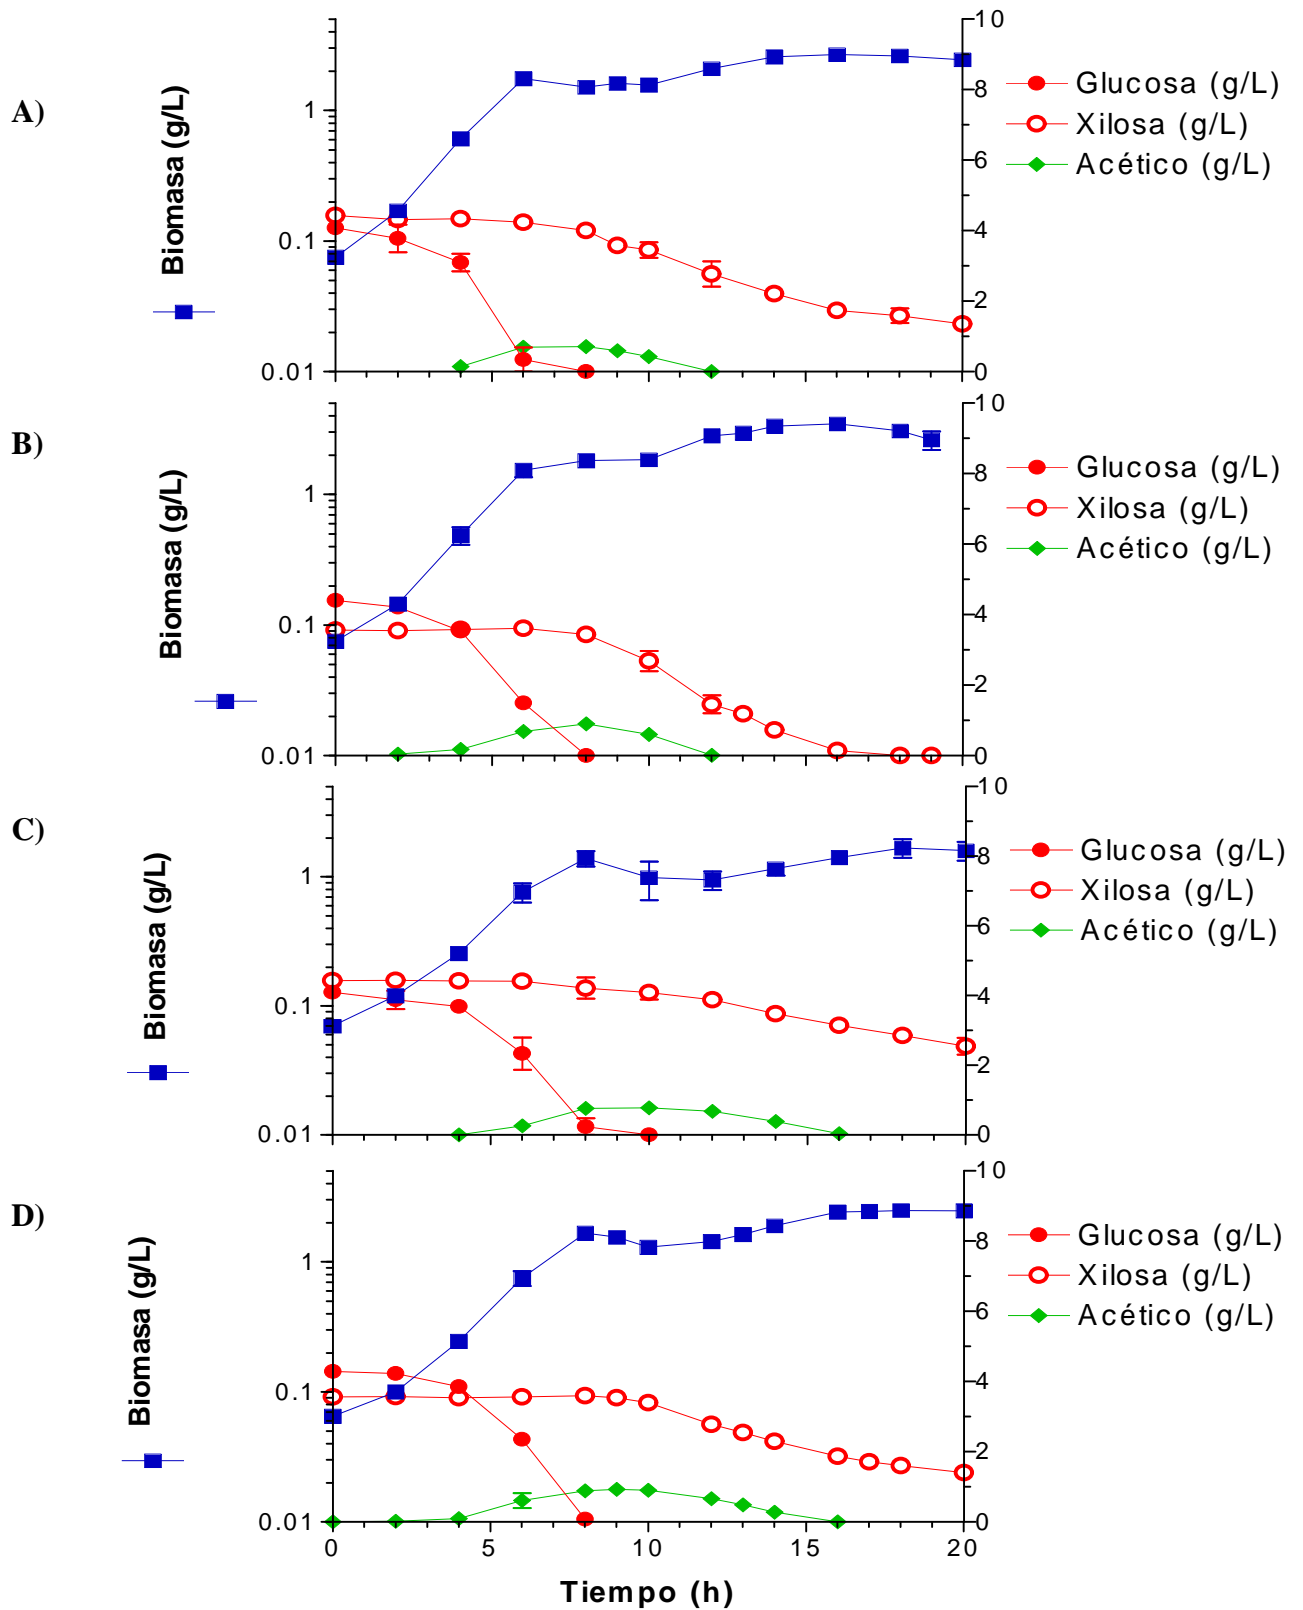 A)
Biomasa (g/L)
1
0.1
0.01
10
8
6
4
2
0
Glucosa (g/L)
Xilosa (g/L)
Acético (g/L)
B)
Biomasa (g/L)
1
0.1
0.01
10
8
6
4
2
0
Glucosa (g/L)
Xilosa (g/L)
Acético (g/L)
C)
Biomasa (g/L)
1
0.1
0.01
10
8
6
4
2
0
Glucosa (g/L)
Xilosa (g/L)
Acético (g/L)
D)
Biomasa (g/L)
1
0.1
0.01
10
8
6
4
2
0
Glucosa (g/L)
Xilosa (g/L)
Acético (g/L)
0 5 10 15 20
Tiempo (h)